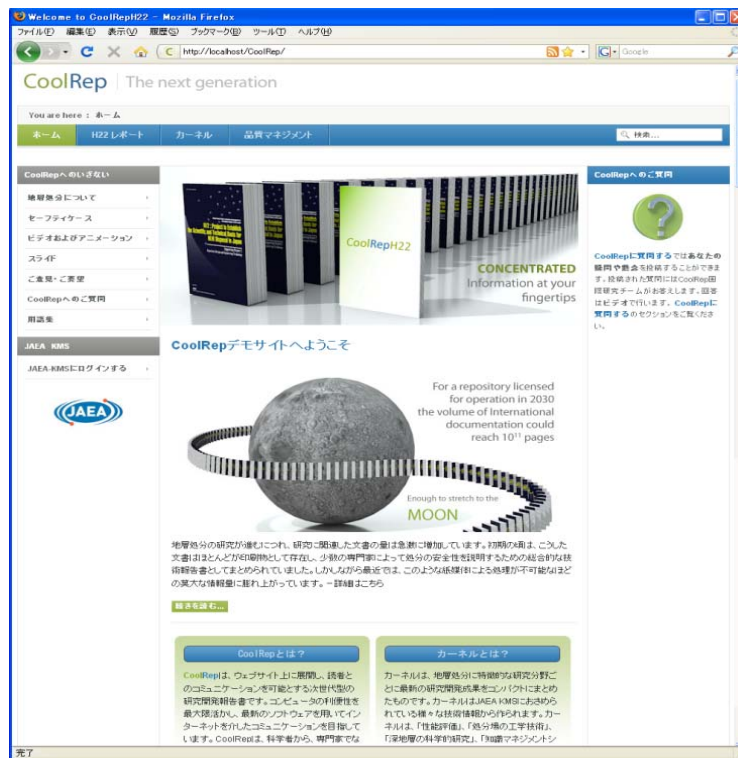 Welcome to CoolRepH22 - Mozilla Firefox
ファイル(F) 編集(E) 表示(V) 履歴(S) ブックマーク(B) ツール(T) ヘルプ(H)
http://localhost/CoolRep/
Google
CoolRep The next generation
You are here : ホーム
ホーム H22 レポート カーネル 品質マネジメント 検索...
CoolRepへのいざない
地層処分について
セーフティケース
ビデオおよびアニメーション
スライド
ご意見・ご要望
CoolRepへのご質問
用語集
JAEA KMS
JAEA-KMSにログインする
JAEA
CoolRepH22
CONCENTRATED
Information at your
fingertips
CoolRepデモサイトへようこそ
For a repository licensed
for operation in 2030
the volume of International
documentation could
reach 10¹¹ pages
Enough to stretch to the
MOON
地層処分の研究が進むにつれ、研究に関連した文書の量は急激に増加しています。初期の頃は、こうした
文書はほとんどが印刷物として存在し、少数の専門家によって処分の安全性を説明するための総合的な技
術報告書としてまとめられていました。しかしながら最近では、このような紙媒体による処理が不可能なほど
の莫大な情報量に膨れ上がっています。－詳細はこちら
続きを読む...
CoolRepとは？
CoolRepは、ウェブサイト上に展開し、読者と
のコミュニケーションを可能とする次世代型の
研究開発報告書です。コンピュータの利便性を
最大限活かし、最新のソフトウェアを用いてイン
ターネットを介したコミュニケーションを目指して
います。CoolRepは、科学者から、専門家でな
カーネルとは？
カーネルは、地層処分に特徴的な研究分野ご
とに最新の研究開発成果をコンパクトにまとめ
たものです。カーネルはJAEA KMSにおさめら
れている様々な技術情報から作られます。カー
ネルは、「性能評価」、「処分場の工学技術」、
「深地層の科学的研究」、「知識マネジメントシ
CoolRepへのご質問
CoolRepに質問するではあなたの
疑問や懸念を投稿することができま
す。投稿された質問にはCoolRep国
際研究チームがお答えします。回答
はビデオで行います。CoolRepに
質問するのセクションをご覧くださ
い。
完了